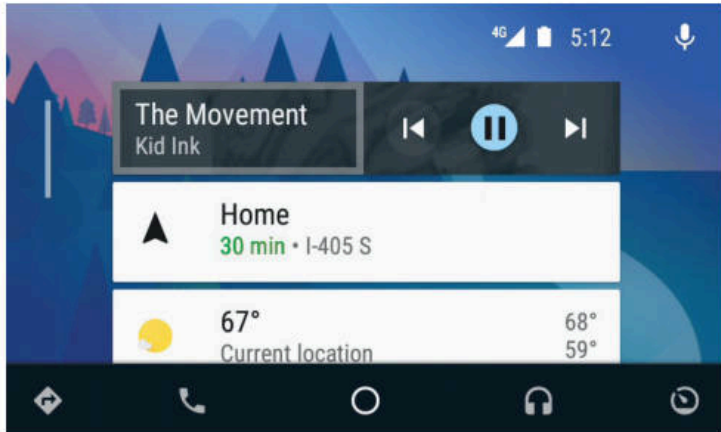 4G 5:12
The Movement
Kid Ink
Home
30 min • I-405 S
67° 68°
Current location 59°